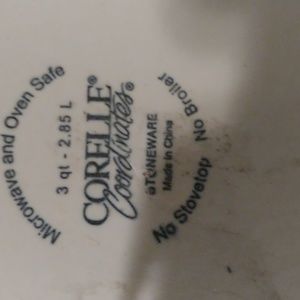 Microwave and Oven Safe
3 qt - 2.85 L
CORELLE®
Coordinates®
STONEWARE
Made in China
No Stovetop No Broiler